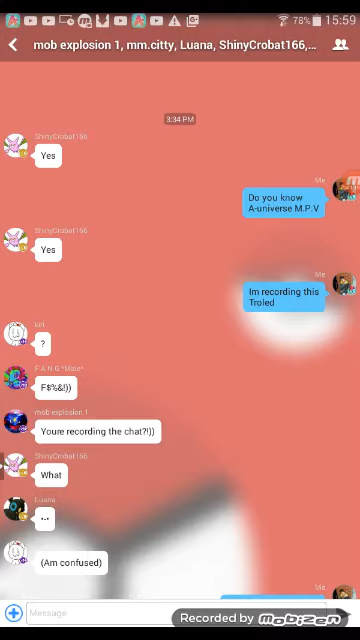 78% 15:59
mob explosion 1, mm.citty, Luana, ShinyCrobat166,...
3:34 PM
ShinyCrobat166
Yes
Me
Do you know
A-universe M.P.V
ShinyCrobat166
Yes
Me
Im recording this
Troled
?
F.A.N.G *Male*
F$%&!))
mob explosion 1
Youre recording the chat?!))
ShinyCrobat166
What
Luana
(Am confused)
Me
Message
Recorded by Mobizen